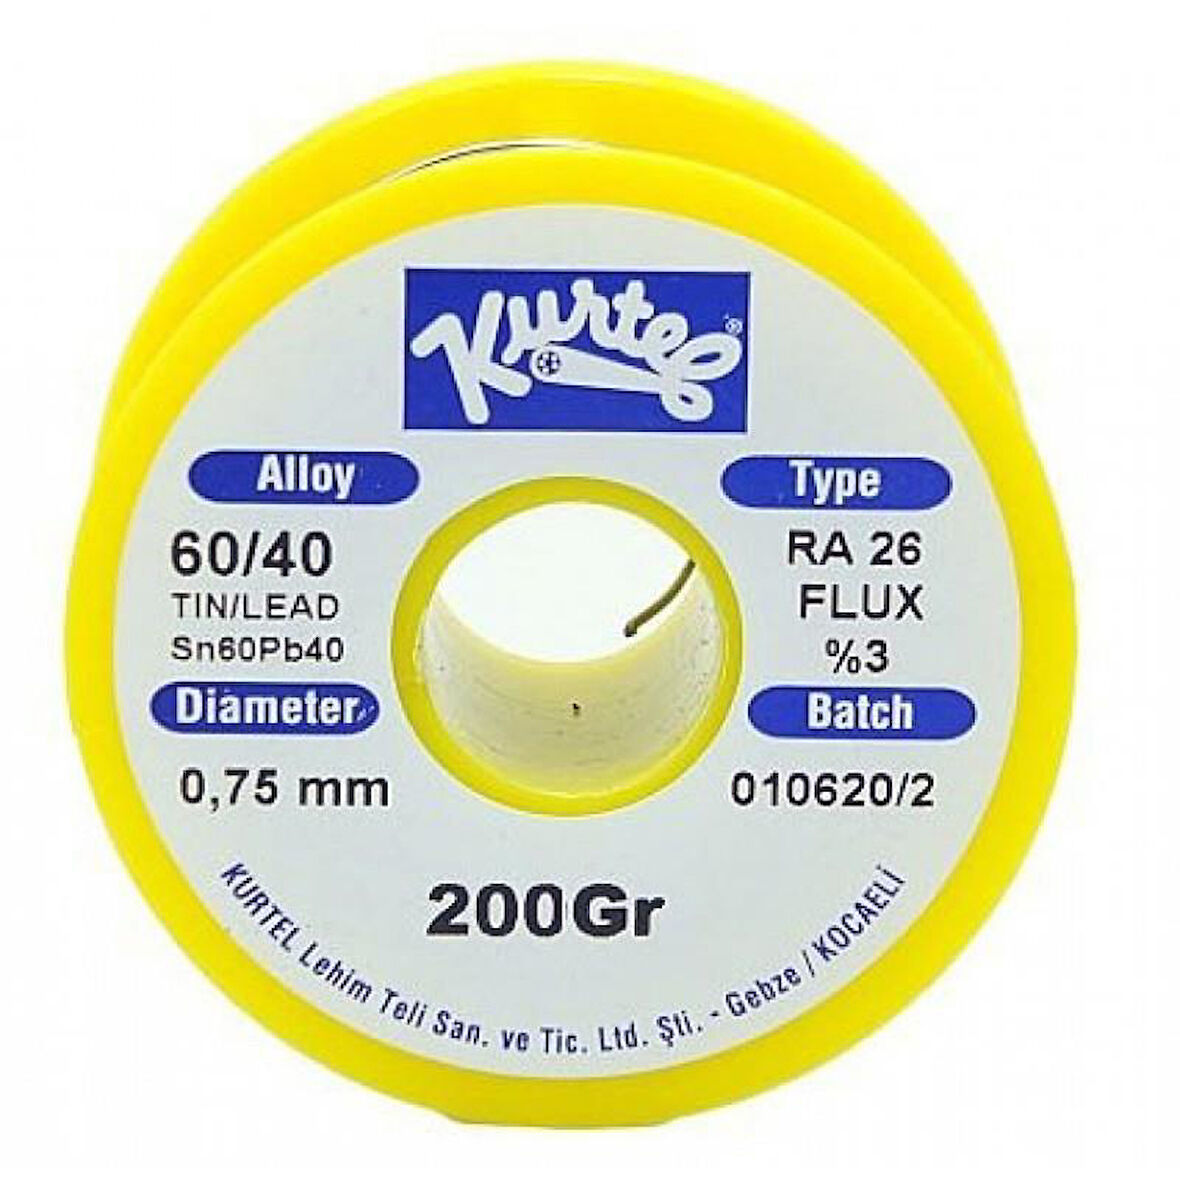 Kurtel®
Alloy
60/40
TIN/LEAD
Sn60Pb40
Diameter
0,75 mm
Type
RA 26
FLUX
%3
Batch
010620/2
200Gr
KURTEL Lehim Teli San. ve Tic. Ltd. Şti. - Gebze / KOCAELİ